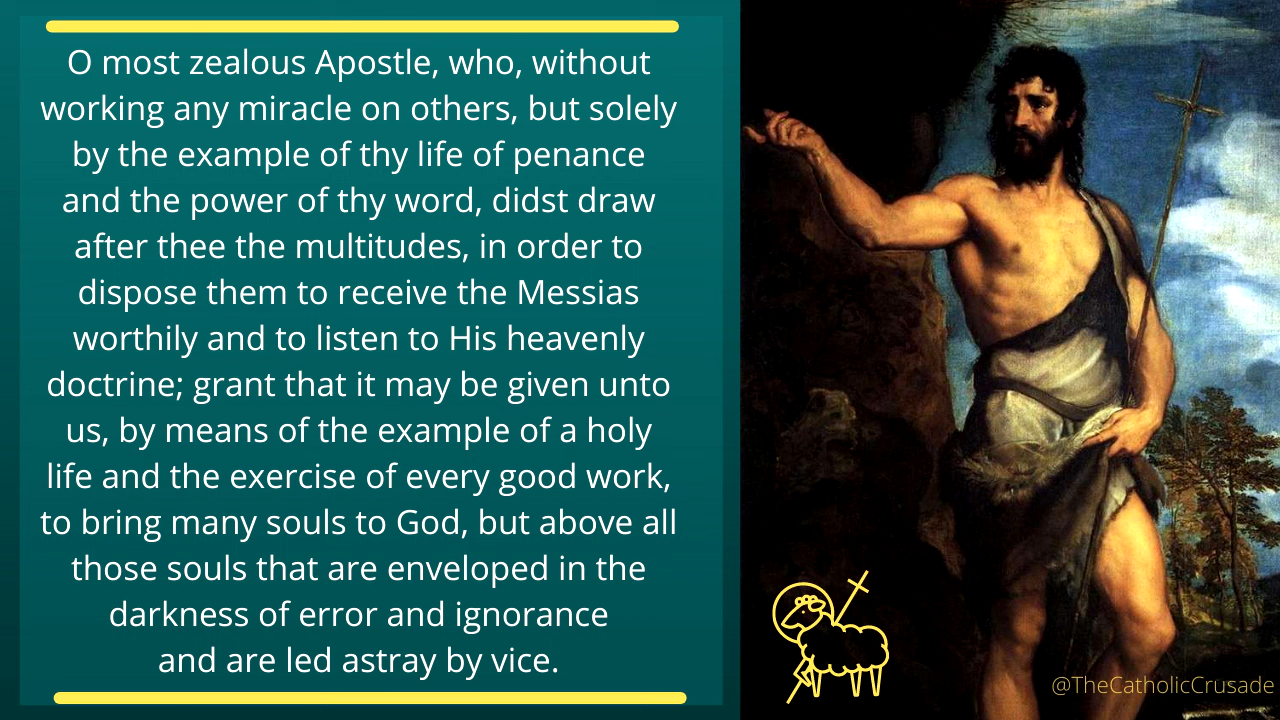 O most zealous Apostle, who, without
working any miracle on others, but solely
by the example of thy life of penance
and the power of thy word, didst draw
after thee the multitudes, in order to
dispose them to receive the Messias
worthily and to listen to His heavenly
doctrine; grant that it may be given unto
us, by means of the example of a holy
life and the exercise of every good work,
to bring many souls to God, but above all
those souls that are enveloped in the
darkness of error and ignorance
and are led astray by vice.
@TheCatholicCrusade